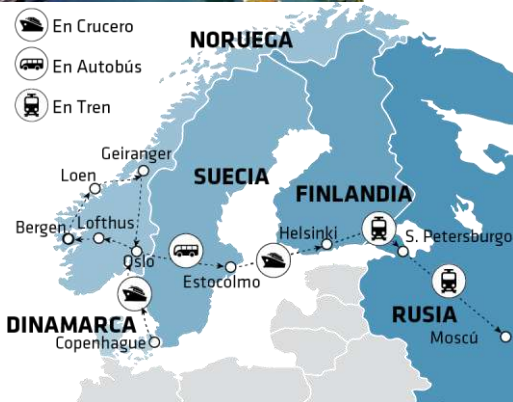 En Crucero
En Autobús
En Tren
NORUEGA
Geiranger
Loen
SUECIA
FINLANDIA
Bergen
Lofthus
Helsinki
S. Petersburgo
Oslo
Estocolmo
DINAMARCA
RUSIA
Copenhague
Moscú